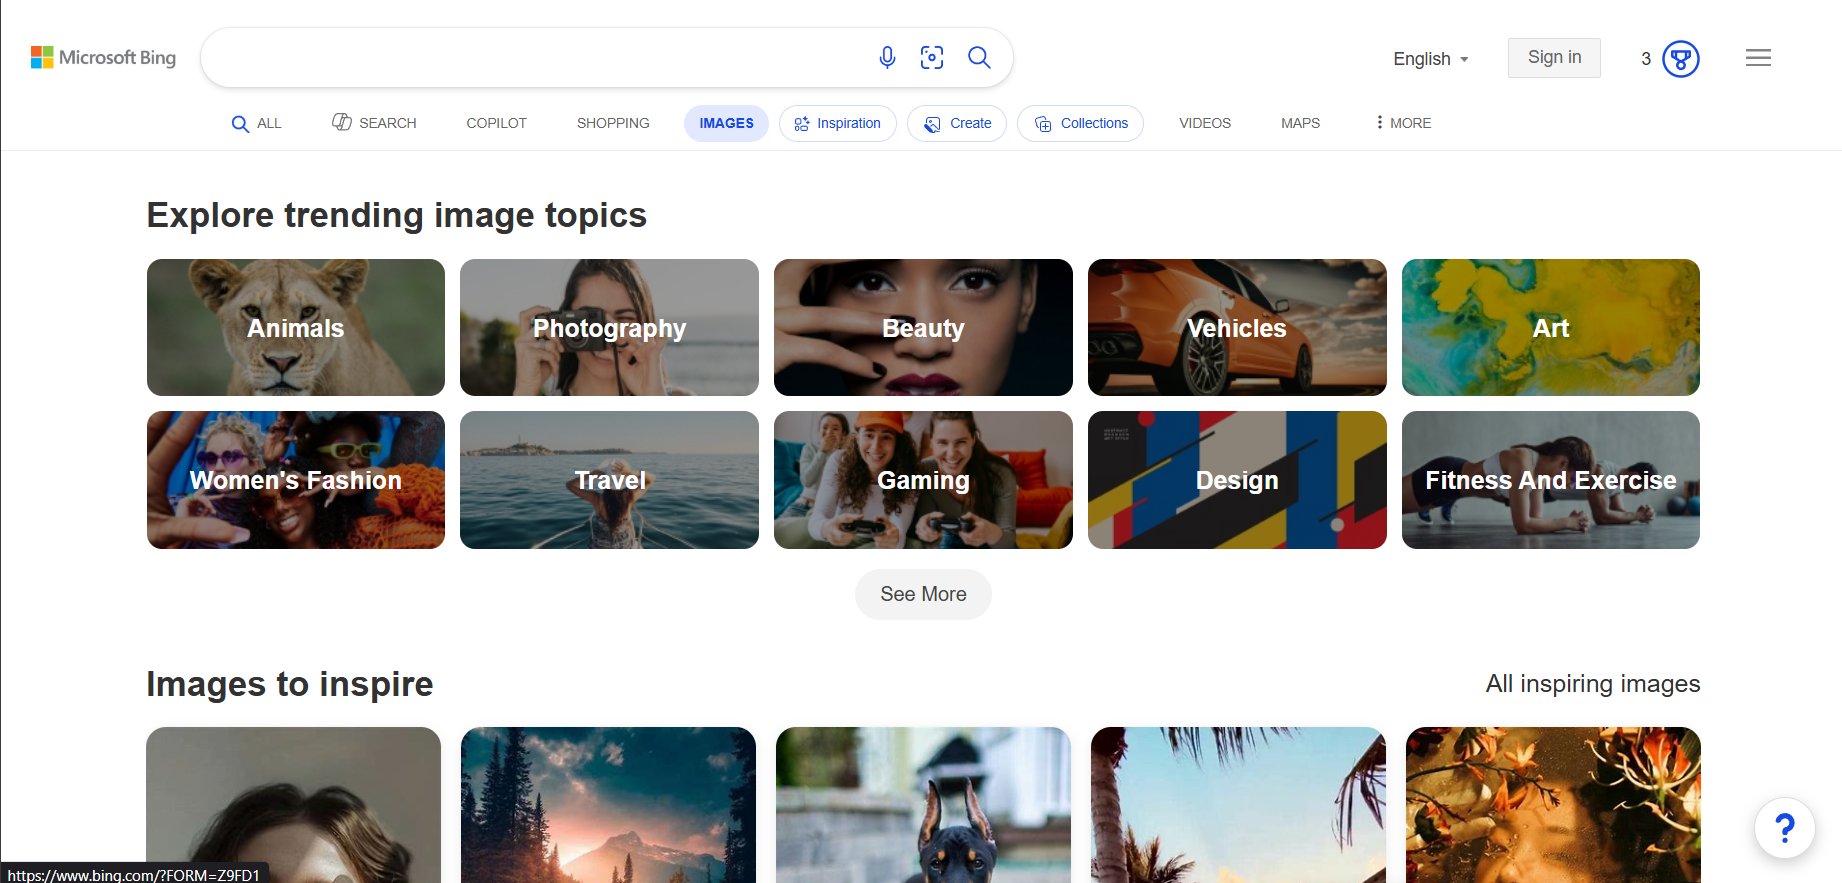 Microsoft Bing
English
Sign in
3
ALL
SEARCH
COPILOT
SHOPPING
IMAGES
Inspiration
Create
Collections
VIDEOS
MAPS
MORE
Explore trending image topics
Animals
Photography
Beauty
Vehicles
Art
Women's Fashion
Travel
Gaming
Design
Fitness And Exercise
See More
Images to inspire
All inspiring images
?
https://www.bing.com/?FORM=Z9FD1